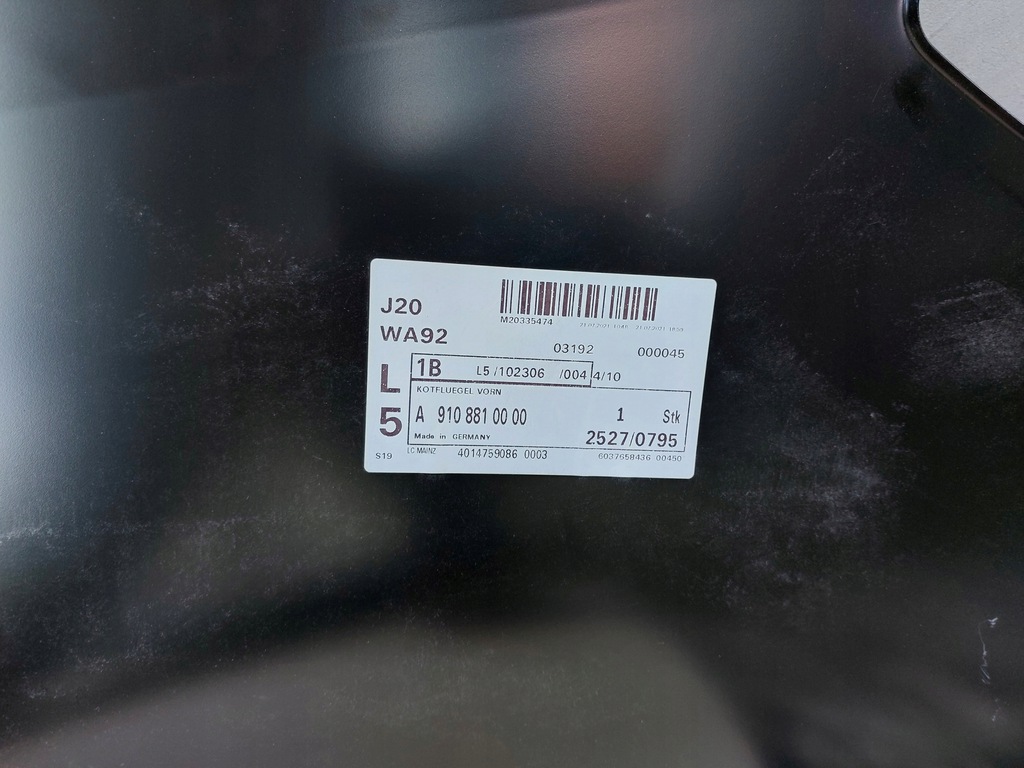 J20
M20335474
WA92
03192 000045
L
5
1B L5 /102306 /004 4/10
KOTFLUEGEL VORN
A 910 881 00 00 1 Stk
Made in GERMANY 2527/0795
S19 LC MAINZ 4014759086 0003 6037658436 00450